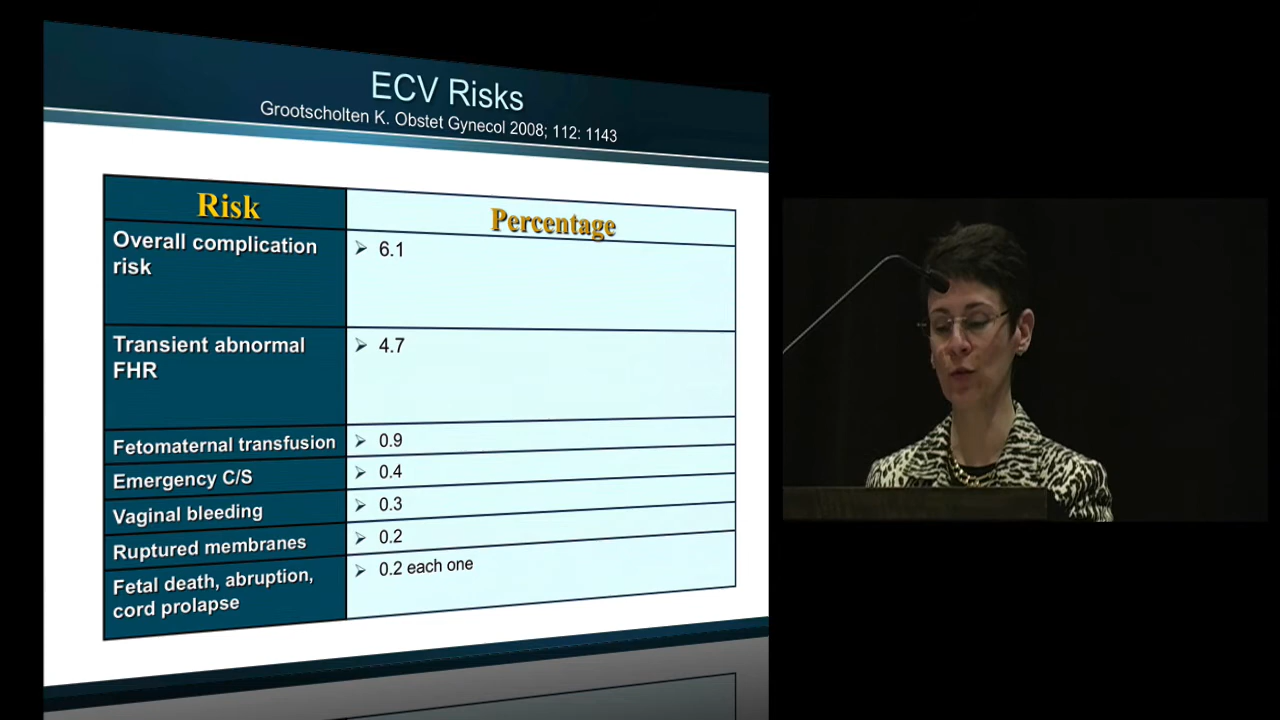 ECV Risks
Grootscholten K. Obstet Gynecol 2008; 112: 1143
Risk
Percentage
Overall complication
risk
➢ 6.1
Transient abnormal
FHR
➢ 4.7
Fetomaternal transfusion
➢ 0.9
Emergency C/S
➢ 0.4
Vaginal bleeding
➢ 0.3
Ruptured membranes
➢ 0.2
Fetal death, abruption,
cord prolapse
➢ 0.2 each one